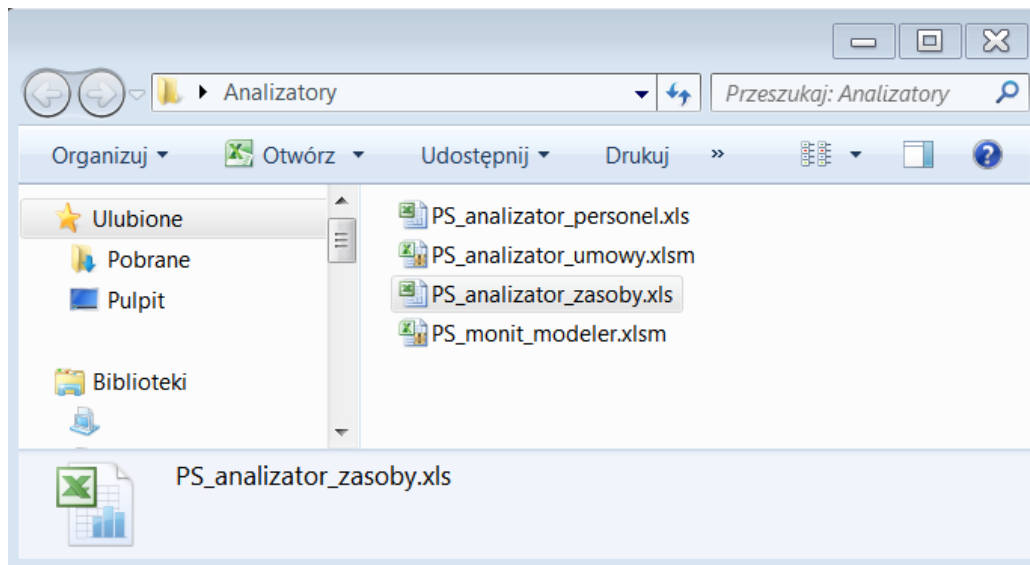 Analizatory
Przeszukaj: Analizatory
Organizuj Otwórz Udostępnij Drukuj »
Ulubione
Pobrane
Pulpit
Biblioteki
PS_analizator_personel.xls
PS_analizator_umowy.xlsm
PS_analizator_zasoby.xls
PS_monit_modeler.xlsm
PS_analizator_zasoby.xls